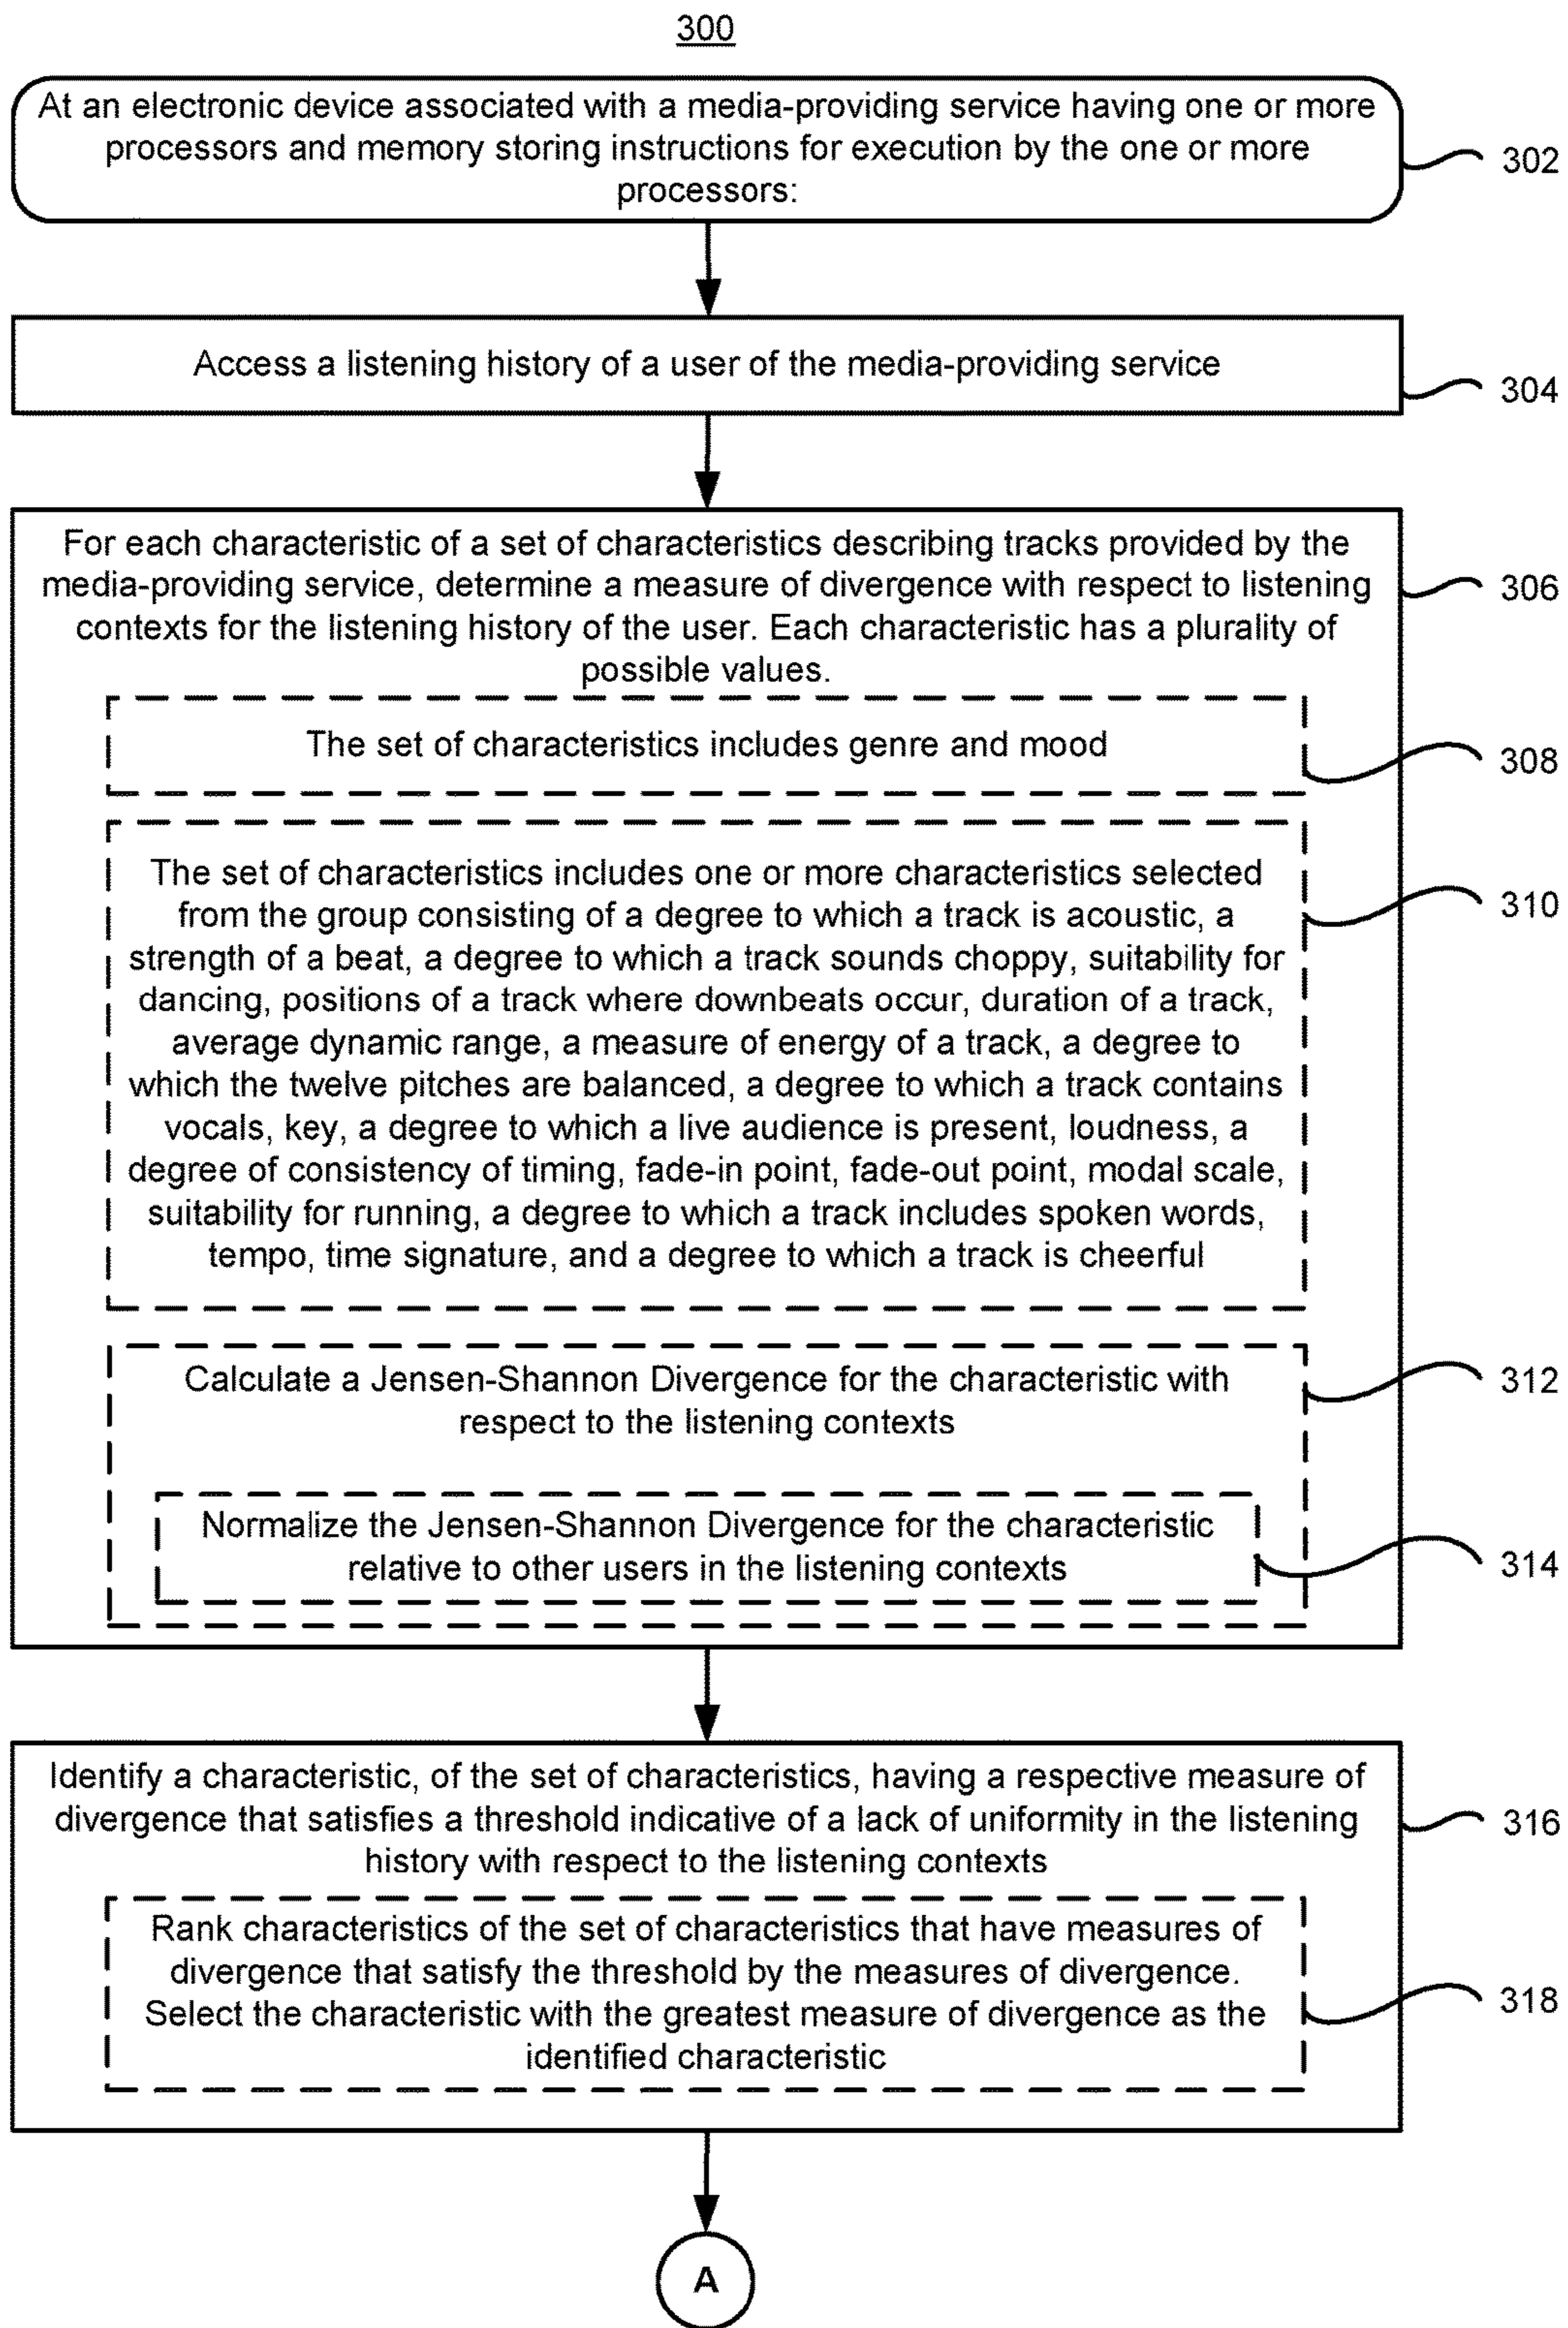 300
At an electronic device associated with a media-providing service having one or more
processors and memory storing instructions for execution by the one or more
processors:
302
Access a listening history of a user of the media-providing service
304
For each characteristic of a set of characteristics describing tracks provided by the
media-providing service, determine a measure of divergence with respect to listening
contexts for the listening history of the user. Each characteristic has a plurality of
possible values.
306
The set of characteristics includes genre and mood
308
The set of characteristics includes one or more characteristics selected
from the group consisting of a degree to which a track is acoustic, a
strength of a beat, a degree to which a track sounds choppy, suitability for
dancing, positions of a track where downbeats occur, duration of a track,
average dynamic range, a measure of energy of a track, a degree to
which the twelve pitches are balanced, a degree to which a track contains
vocals, key, a degree to which a live audience is present, loudness, a
degree of consistency of timing, fade-in point, fade-out point, modal scale,
suitability for running, a degree to which a track includes spoken words,
tempo, time signature, and a degree to which a track is cheerful
310
Calculate a Jensen-Shannon Divergence for the characteristic with
respect to the listening contexts
312
Normalize the Jensen-Shannon Divergence for the characteristic
relative to other users in the listening contexts
314
Identify a characteristic, of the set of characteristics, having a respective measure of
divergence that satisfies a threshold indicative of a lack of uniformity in the listening
history with respect to the listening contexts
316
Rank characteristics of the set of characteristics that have measures of
divergence that satisfy the threshold by the measures of divergence.
Select the characteristic with the greatest measure of divergence as the
identified characteristic
318
A